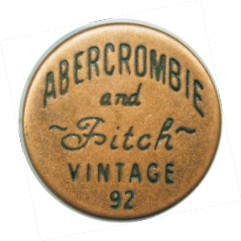 ABERCROMBIE
and
~Fitch~
VINTAGE
92